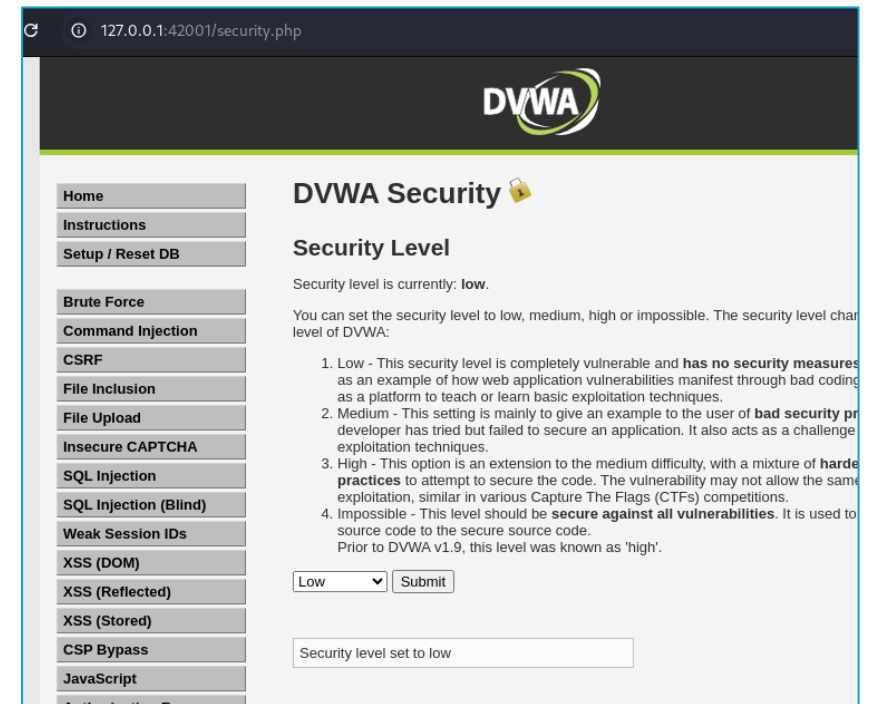 127.0.0.1:42001/security.php
DVWA
Home
Instructions
Setup / Reset DB
Brute Force
Command Injection
CSRF
File Inclusion
File Upload
Insecure CAPTCHA
SQL Injection
SQL Injection (Blind)
Weak Session IDs
XSS (DOM)
XSS (Reflected)
XSS (Stored)
CSP Bypass
JavaScript
DVWA Security
Security Level
Security level is currently: low.
You can set the security level to low, medium, high or impossible. The security level
level of DVWA:
1. Low - This security level is completely vulnerable and has no security measures
as an example of how web application vulnerabilities manifest through bad coding
as a platform to teach or learn basic exploitation techniques.
2. Medium - This setting is mainly to give an example to the user of bad security
developer has tried but failed to secure an application. It also acts as a challenge
exploitation techniques.
3. High - This option is an extension to the medium difficulty, with a mixture of
practices to attempt to secure the code. The vulnerability may not allow the same
exploitation, similar in various Capture The Flags (CTFs) competitions.
4. Impossible - This level should be secure against all vulnerabilities. It is used to
source code to the secure source code.
Prior to DVWA v1.9, this level was known as 'high'.
Low
Submit
Security level set to low